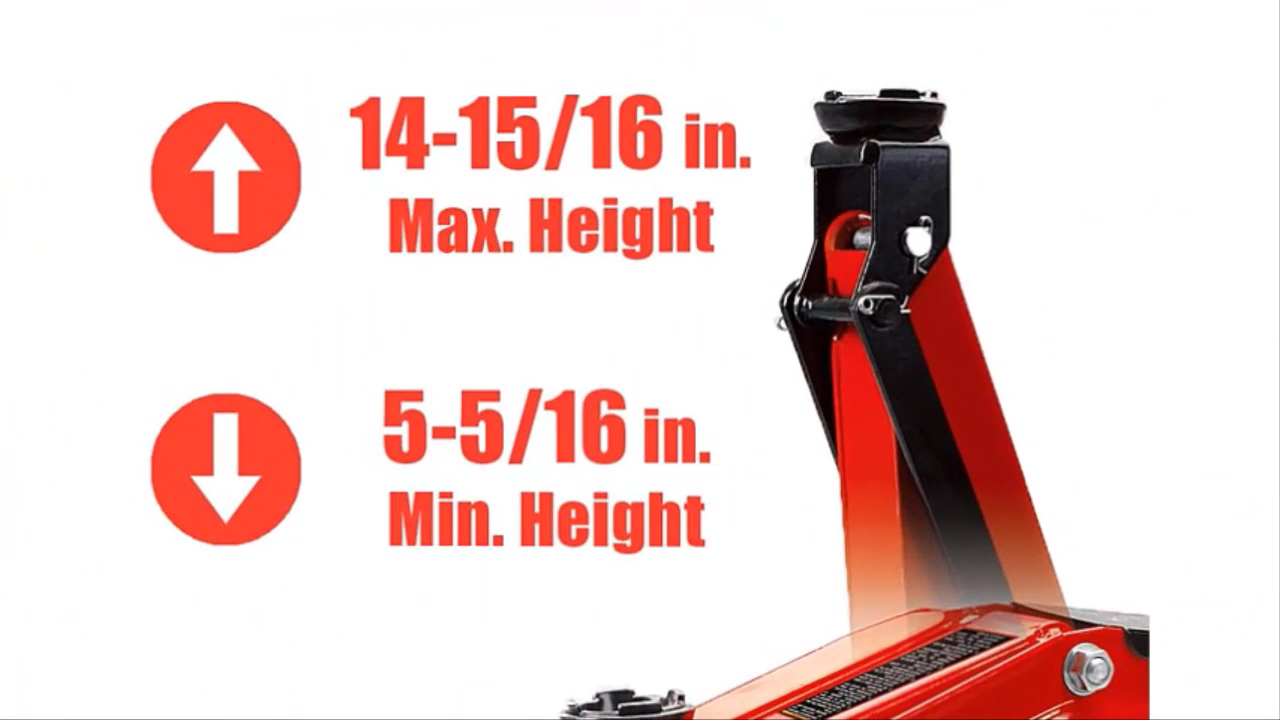 14-15/16 in.
Max. Height
5-5/16 in.
Min. Height